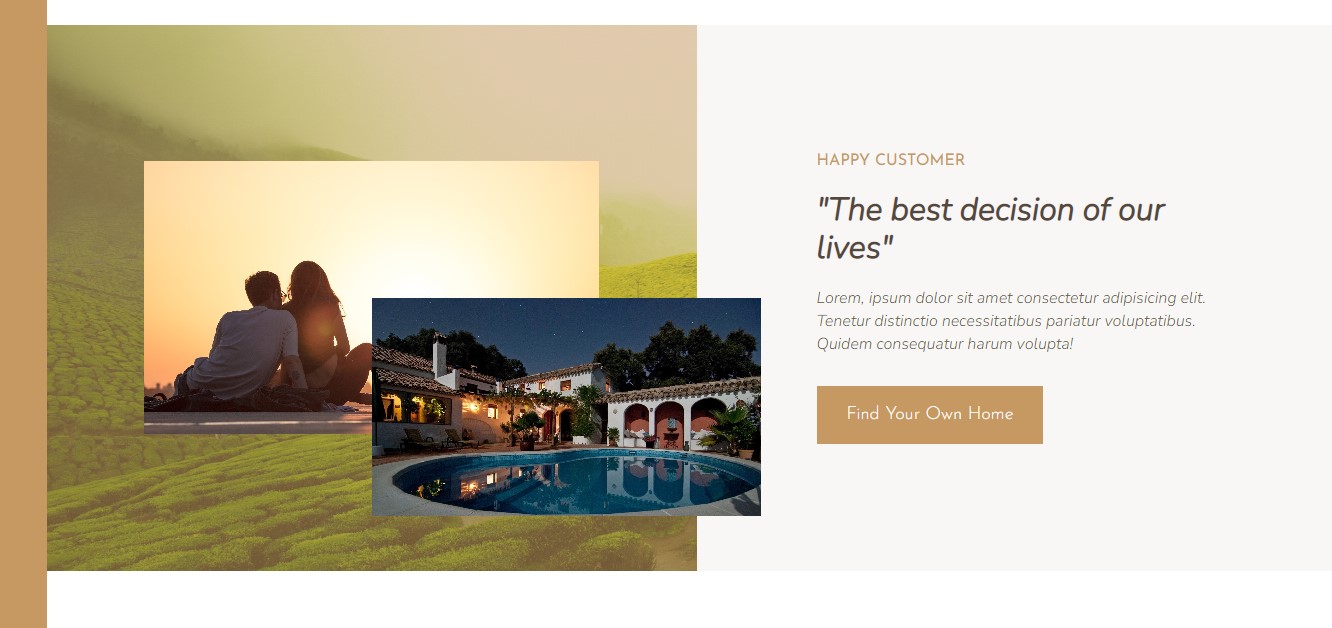 HAPPY CUSTOMER
"The best decision of our
lives"
Lorem, ipsum dolor sit amet consectetur adipisicing elit.
Tenetur distinctio necessitatibus pariatur voluptatibus.
Quidem consequatur harum volupta!
Find Your Own Home